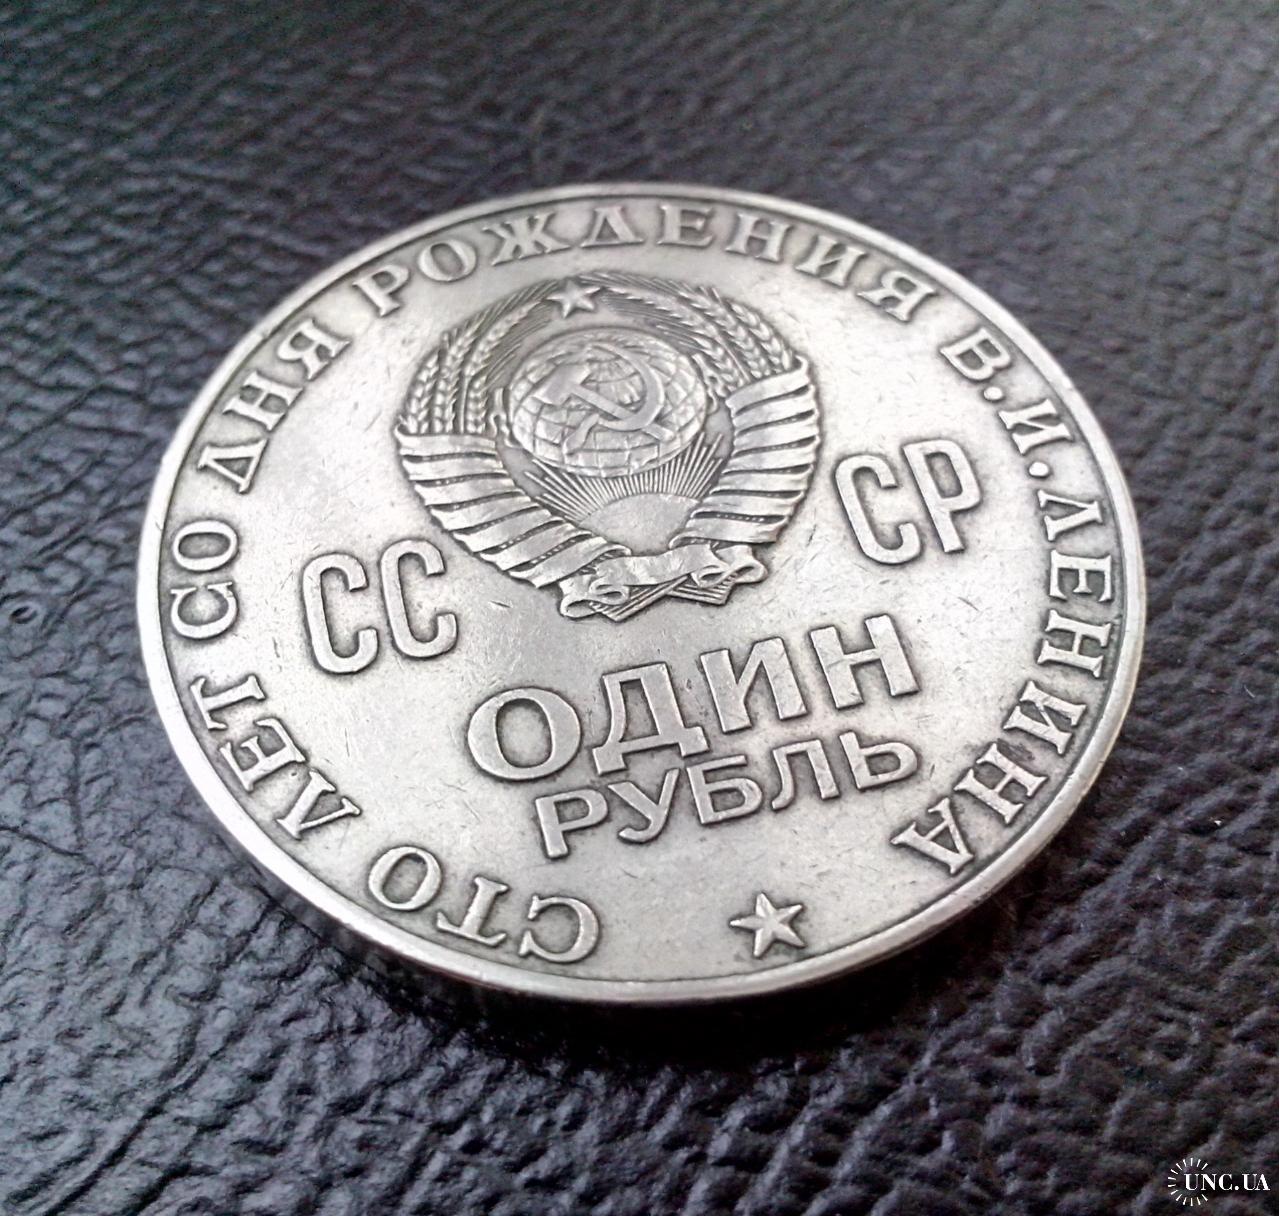 СТО ЛЕТ СО ДНЯ РОЖДЕНИЯ В.И.ЛЕНИНА
СС СР
ОДИН
РУБЛЬ
UNC.UA